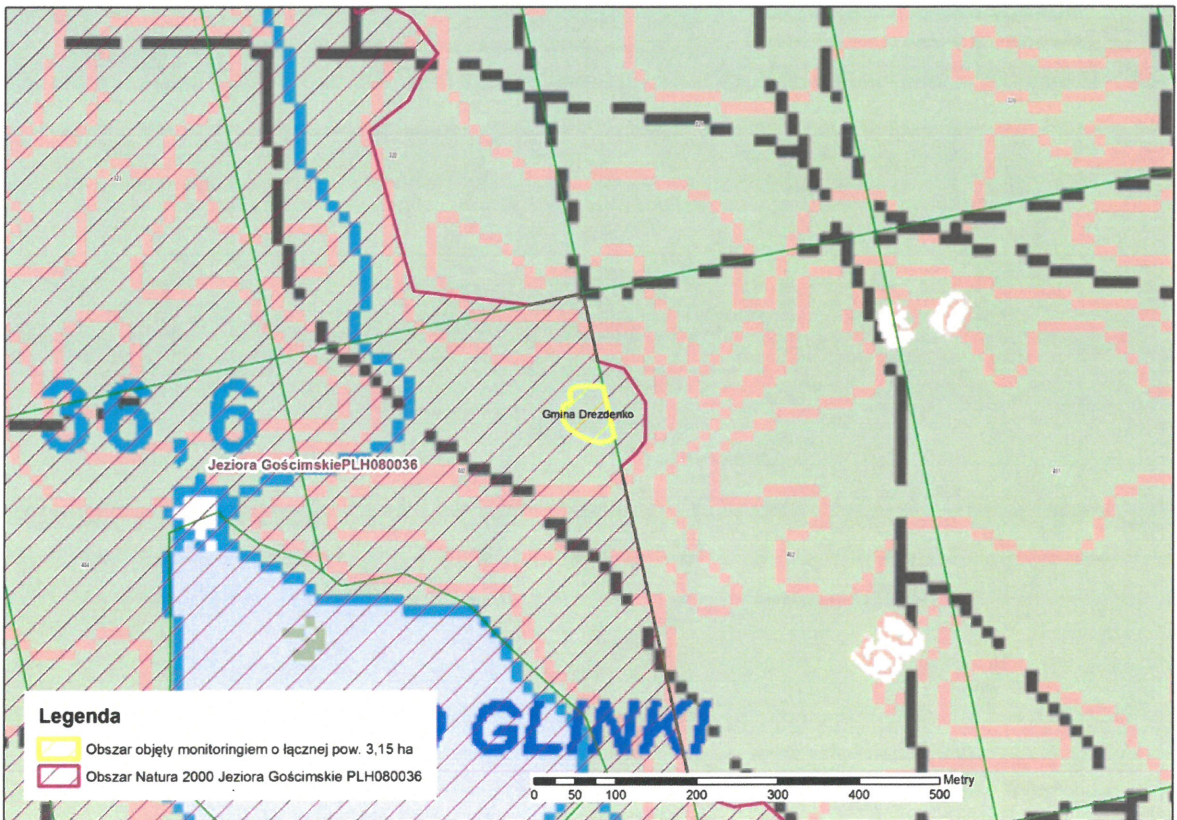 36,6
Gmina Drezdenko
Jeziora GościmskiePLH080036
50
GLINKI
Legenda
Obszar objęty monitoringiem o łącznej pow. 3,15 ha
Obszar Natura 2000 Jeziora Gościmskie PLH080036
Metry
0 50 100 200 300 400 500